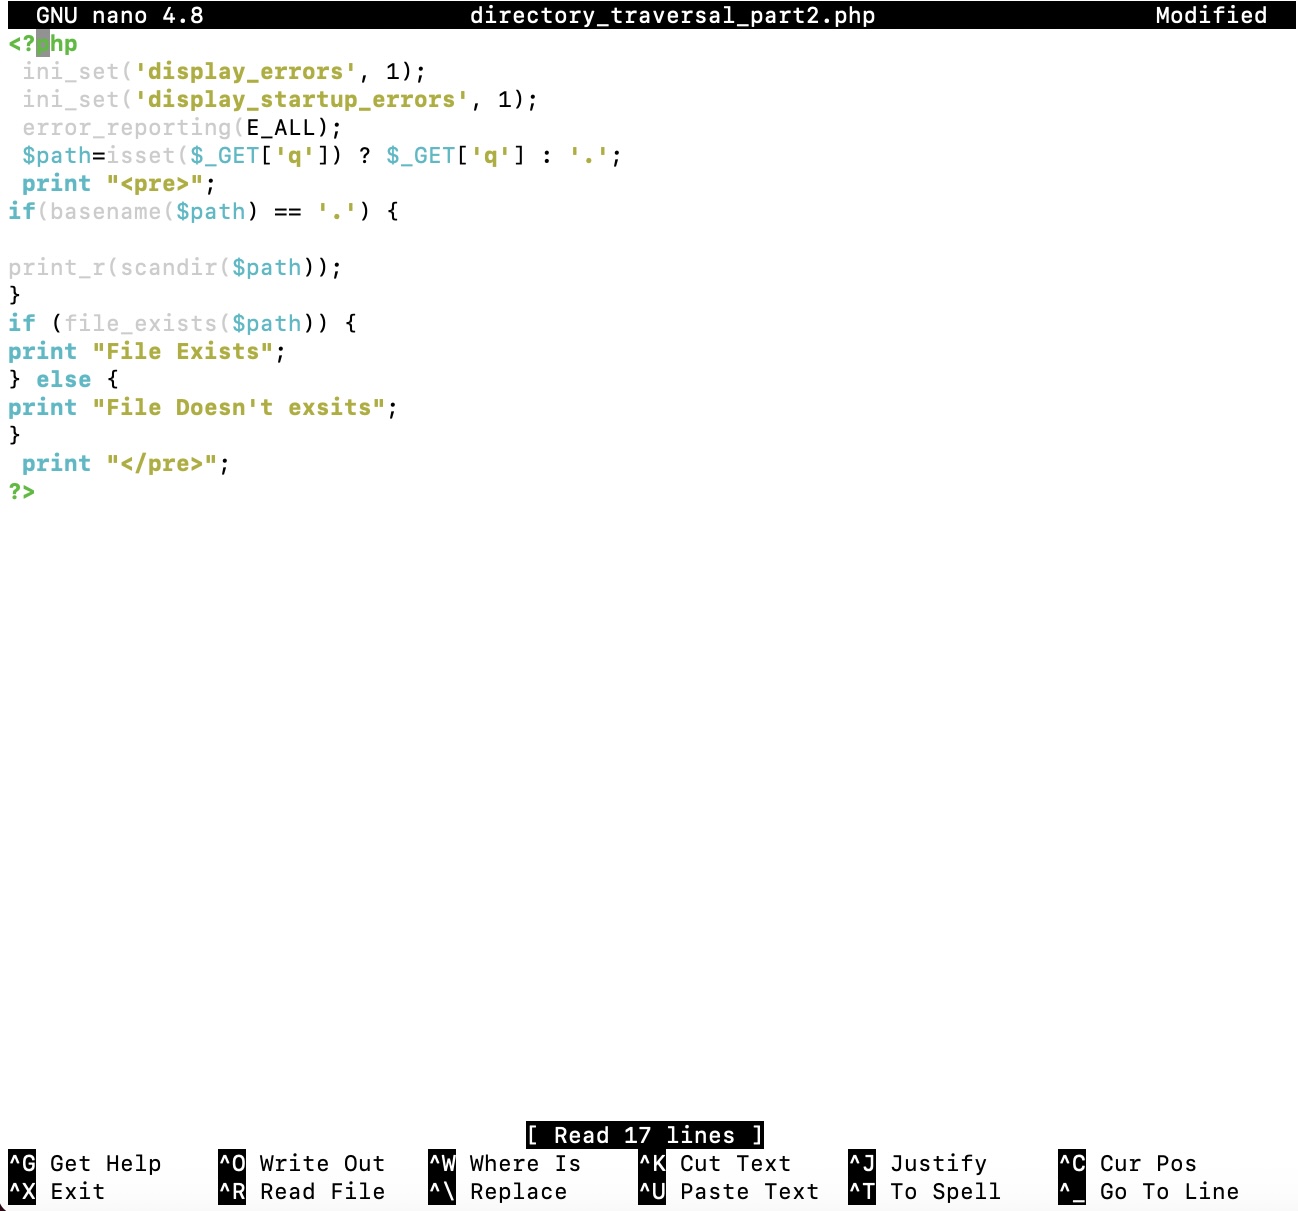 GNU nano 4.8 directory_traversal_part2.php Modified
<?php
 ini_set('display_errors', 1);
 ini_set('display_startup_errors', 1);
 error_reporting(E_ALL);
 $path=isset($_GET['q']) ? $_GET['q'] : '.';
 print "<pre>";
if(basename($path) == '.') {
print_r(scandir($path));
}
if (file_exists($path)) {
print "File Exists";
} else {
print "File Doesn't exsits";
}
 print "</pre>";
?>
[ Read 17 lines ]
^G Get Help ^O Write Out ^W Where Is ^K Cut Text ^J Justify ^C Cur Pos
^X Exit ^R Read File ^\ Replace ^U Paste Text ^T To Spell ^_ Go To Line